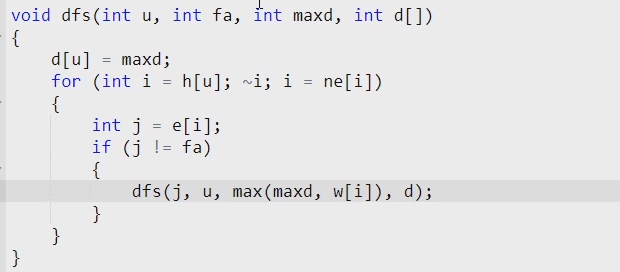 void dfs(int u, int fa, int maxd, int d[])
{
    d[u] = maxd;
    for (int i = h[u]; ~i; i = ne[i])
    {
        int j = e[i];
        if (j != fa)
        {
            dfs(j, u, max(maxd, w[i]), d);
        }
    }
}